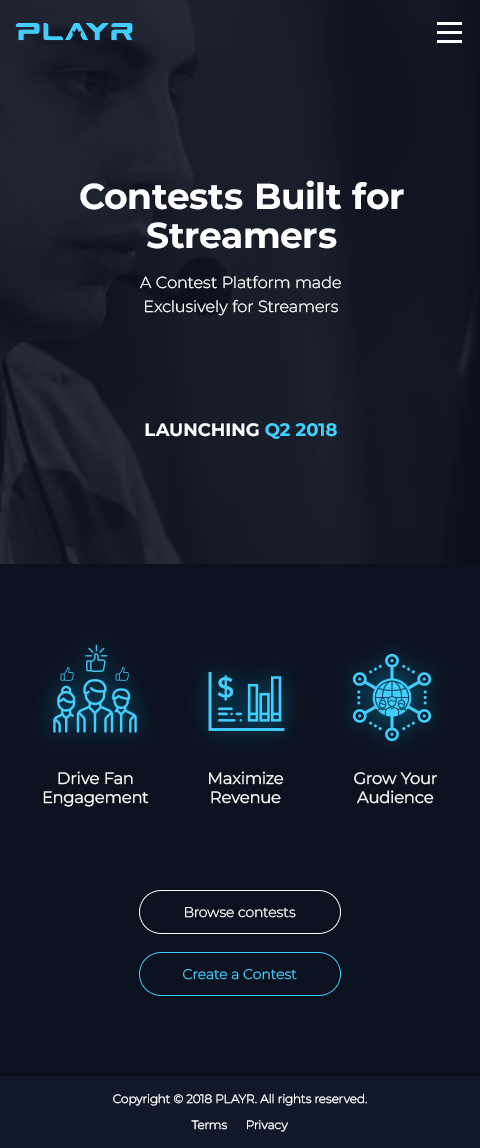 PLAYR
Contests Built for
Streamers
A Contest Platform made
Exclusively for Streamers
LAUNCHING Q2 2018
$
Drive Fan
Engagement
Maximize
Revenue
Grow Your
Audience
Browse contests
Create a Contest
Copyright © 2018 PLAYR. All rights reserved.
Terms Privacy